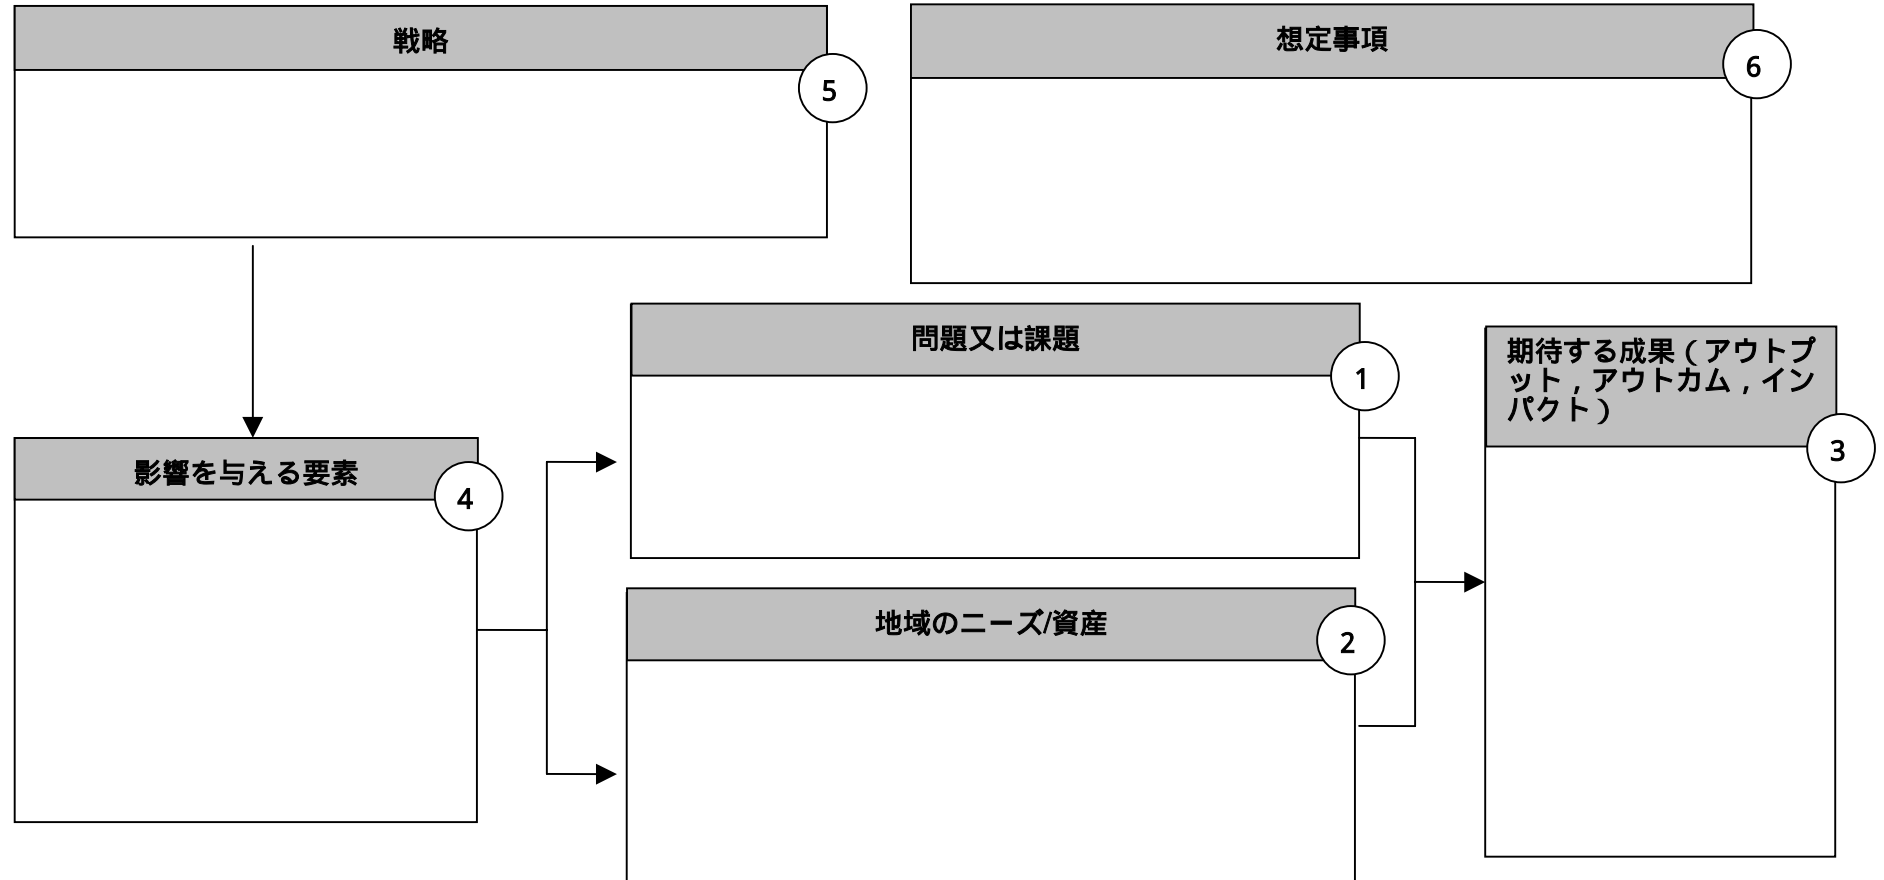 戦略
5
想定事項
6
問題又は課題
1
期待する成果（アウトプ
ット，アウトカム，イン
パクト）
3
影響を与える要素
4
地域のニーズ/資産
2